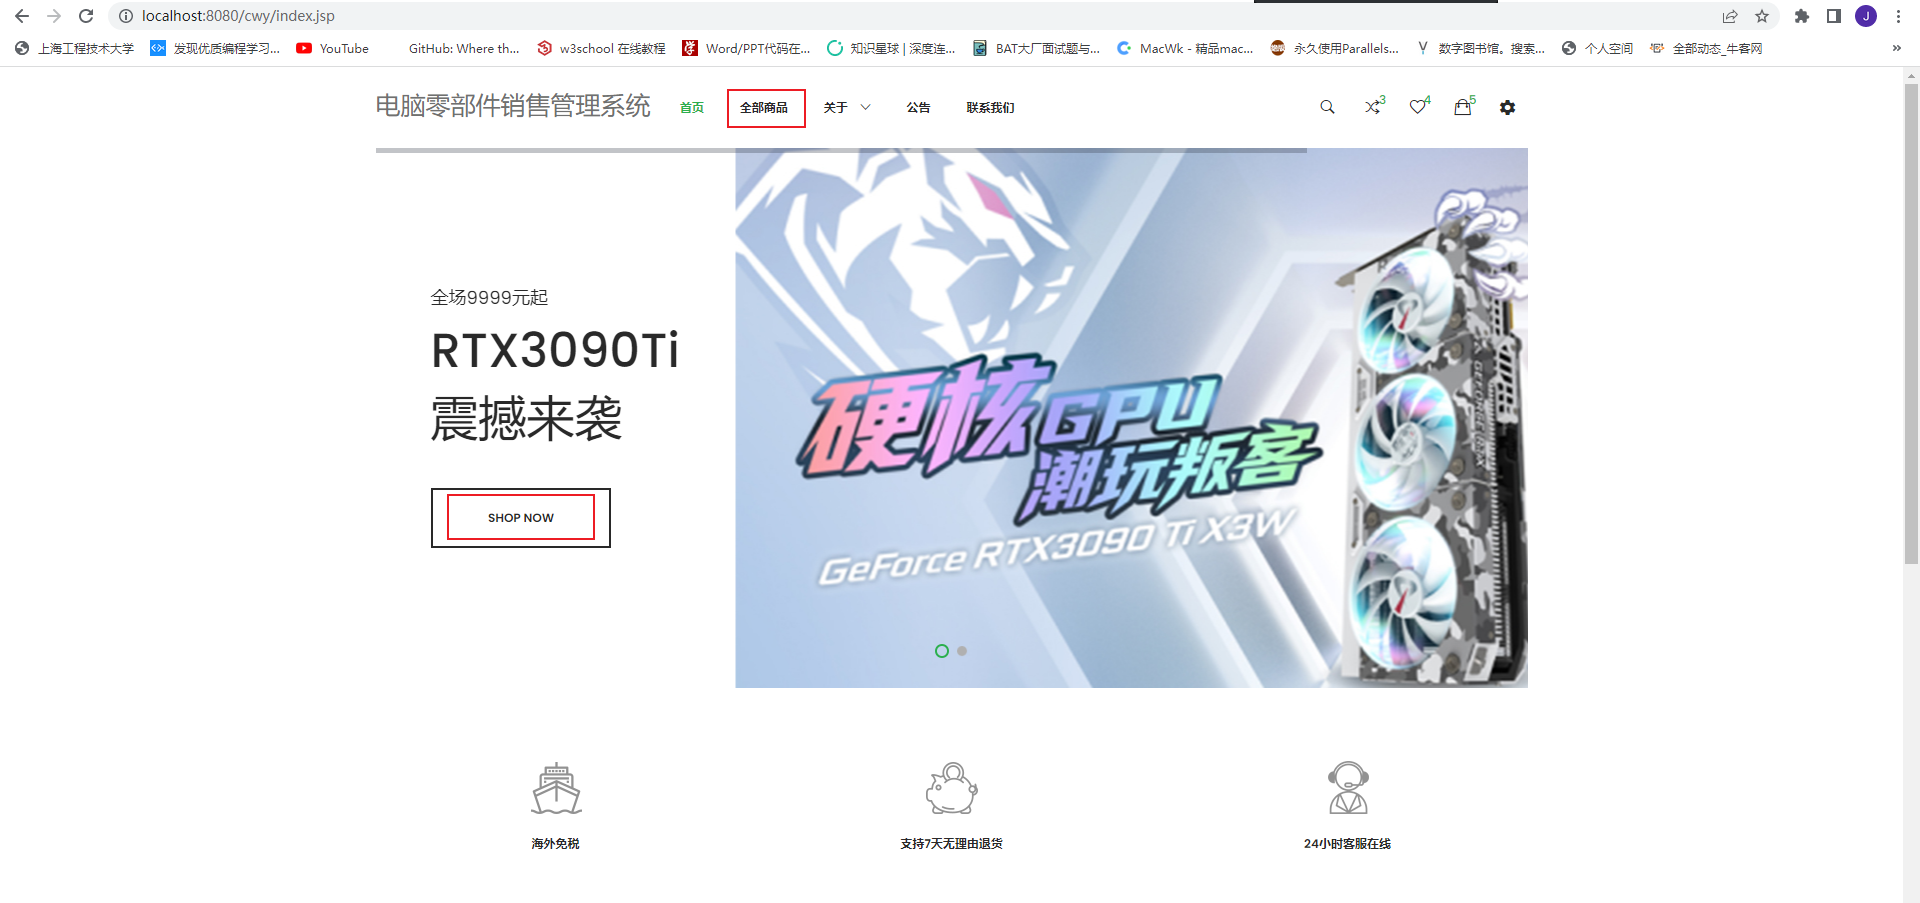 localhost:8080/cwy/index.jsp
J
上海工程技术大学 发现优质编程学习... YouTube GitHub: Where th... w3school 在线教程 Word/PPT代码在... 知识星球 | 深度连... BAT大厂面试题与... MacWk - 精品mac... 永久使用Parallels... 数字图书馆。搜索... 个人空间 全部动态_牛客网 »
电脑零部件销售管理系统 首页 全部商品 关于 公告 联系我们 3 4 5
全场9999元起
RTX3090Ti
震撼来袭
SHOP NOW
硬核GPU
潮玩叛客
GeForce RTX3090 Ti X3W
GEFORCE RTX
海外免税 支持7天无理由退货 24小时客服在线